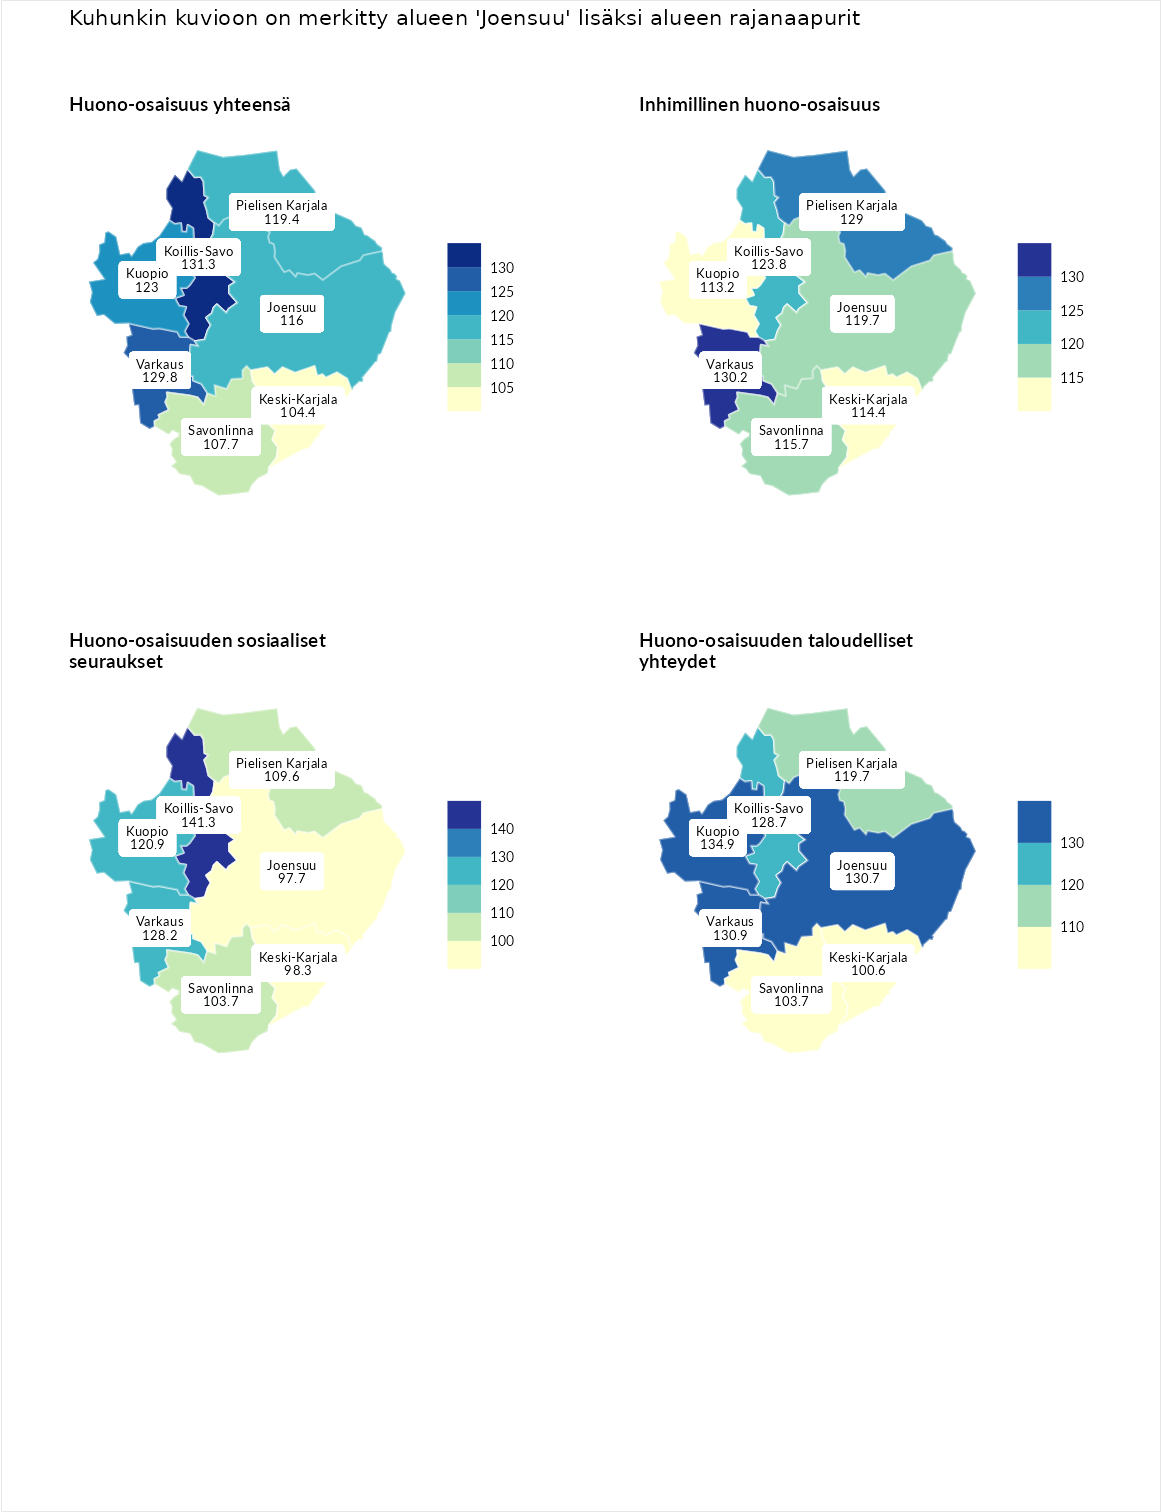 Kuhunkin kuvioon on merkitty alueen 'Joensuu' lisäksi alueen rajanaapurit
Huono-osaisuus yhteensä
Pielisen Karjala
119.4
Koillis-Savo
131.3
Kuopio
123
Joensuu
116
Varkaus
129.8
Keski-Karjala
104.4
Savonlinna
107.7
130
125
120
115
110
105
Inhimillinen huono-osaisuus
Pielisen Karjala
129
Koillis-Savo
123.8
Kuopio
113.2
Joensuu
119.7
Varkaus
130.2
Keski-Karjala
114.4
Savonlinna
115.7
130
125
120
115
Huono-osaisuuden sosiaaliset
seuraukset
Pielisen Karjala
109.6
Koillis-Savo
141.3
Kuopio
120.9
Joensuu
97.7
Varkaus
128.2
Keski-Karjala
98.3
Savonlinna
103.7
140
130
120
110
100
Huono-osaisuuden taloudelliset
yhteydet
Pielisen Karjala
119.7
Koillis-Savo
128.7
Kuopio
134.9
Joensuu
130.7
Varkaus
130.9
Keski-Karjala
100.6
Savonlinna
103.7
130
120
110